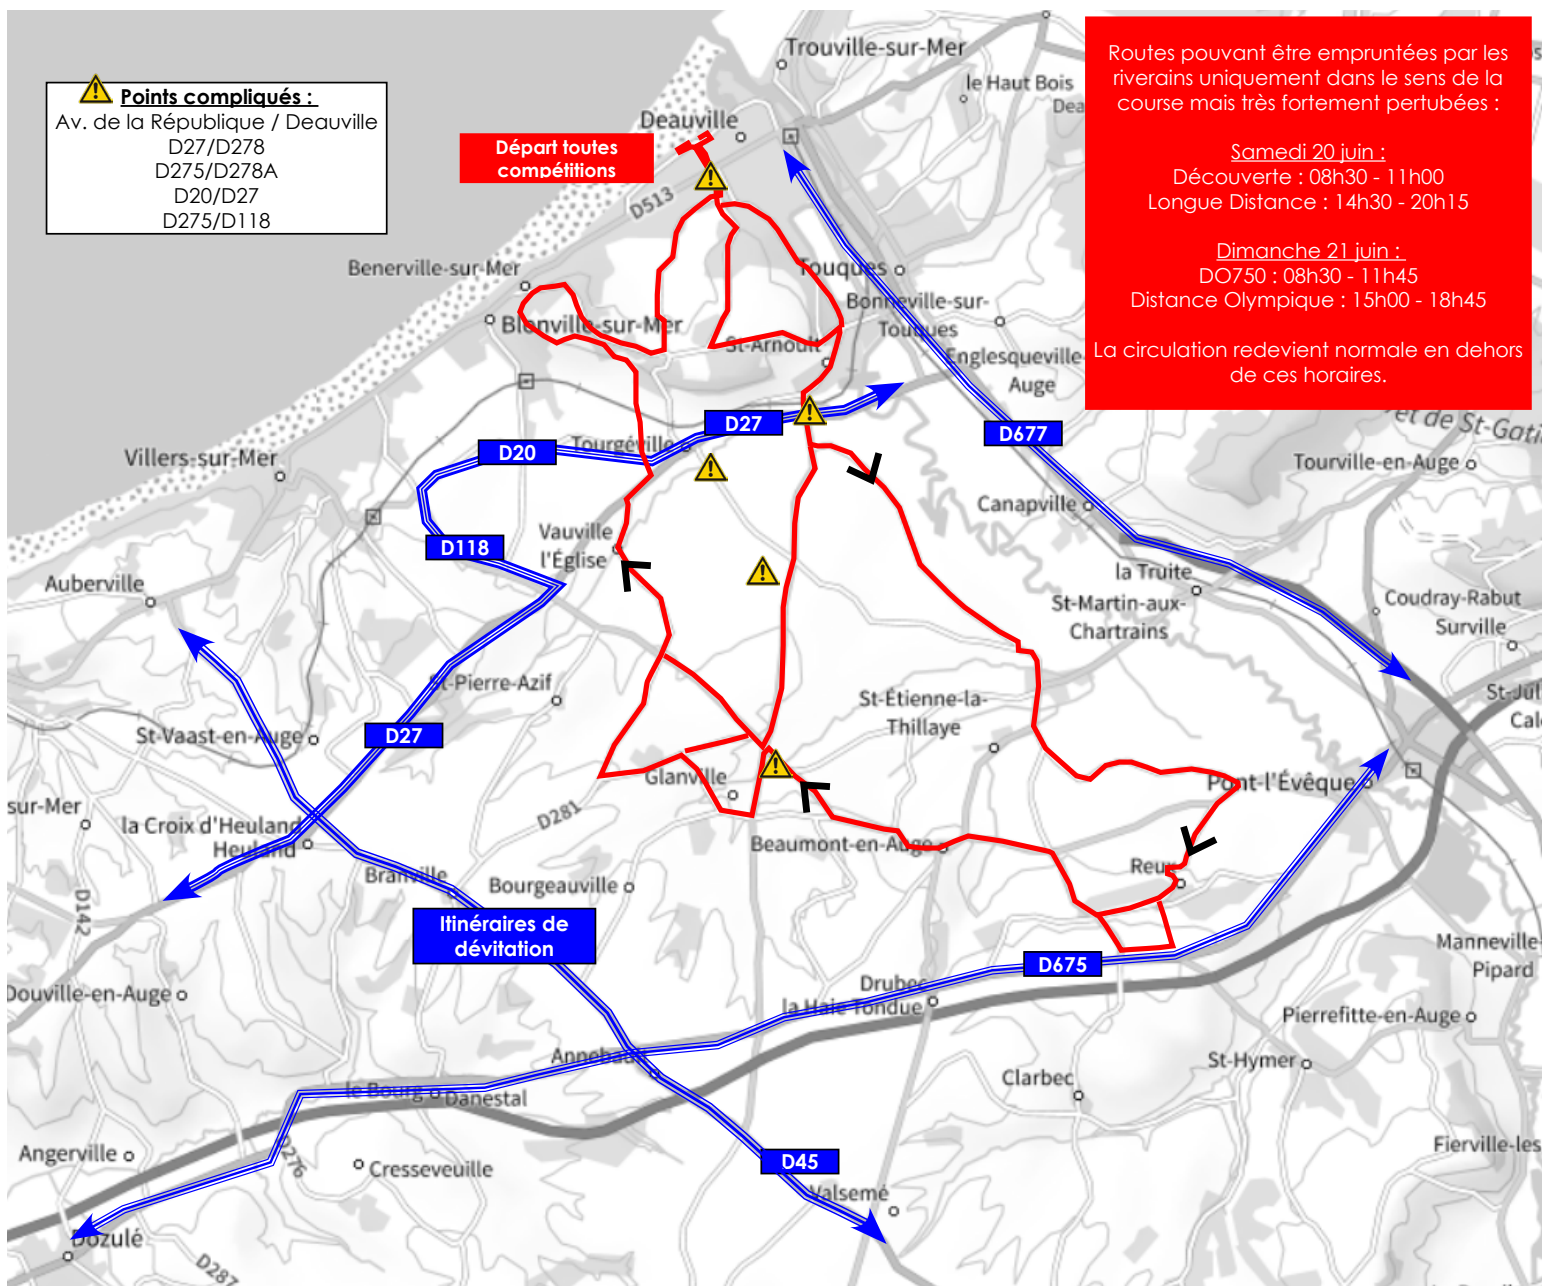 Points compliqués :
Av. de la République / Deauville
D27/D278
D275/D278A
D20/D27
D275/D118
Départ toutes
compétitions
Routes pouvant être empruntées par les
riverains uniquement dans le sens de la
course mais très fortement pertubées :
Samedi 20 juin :
Découverte : 08h30 - 11h00
Longue Distance : 14h30 - 20h15
Dimanche 21 juin :
DO750 : 08h30 - 11h45
Distance Olympique : 15h00 - 18h45
La circulation redevient normale en dehors
de ces horaires.
Trouville-sur-Mer
le Haut Bois
Deauville
D513
Benerville-sur-Mer
Touques
Bonneville-sur-
Touques
Blonville-sur-Mer
St-Arnoult
Englesqueville-
Auge
D27
D677
D20
Tourgéville
Villers-sur-Mer
Tourville-en-Auge
Canapville
D118
Vauville
l'Église
Auberville
la Truite
St-Martin-aux-
Chartrains
Coudray-Rabut
Surville
St-Pierre-Azif
St-Étienne-la-
Thillaye
St-Vaast-en-Auge
D27
Glanville
Pont-l'Évêque
sur-Mer
D281
la Croix d'Heuland
Heuland
Beaumont-en-Auge
Branville
Bourgeauville
Reux
D142
Itinéraires de
dévitation
D675
Manneville-
Pipard
Douville-en-Auge
Drubec
la Haie Tondue
Pierrefitte-en-Auge
Annebault
St-Hymer
Clarbec
le Bourg
Danestal
D276
Angerville
Cresseveuille
D45
Valsemé
Fierville-les
Dozulé
D287